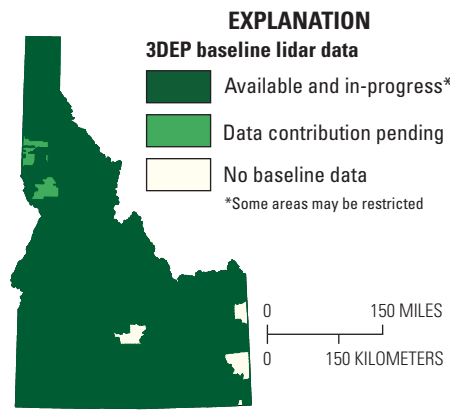 EXPLANATION
3DEP baseline lidar data
Available and in-progress*
Data contribution pending
No baseline data
*Some areas may be restricted
0 150 MILES
0 150 KILOMETERS